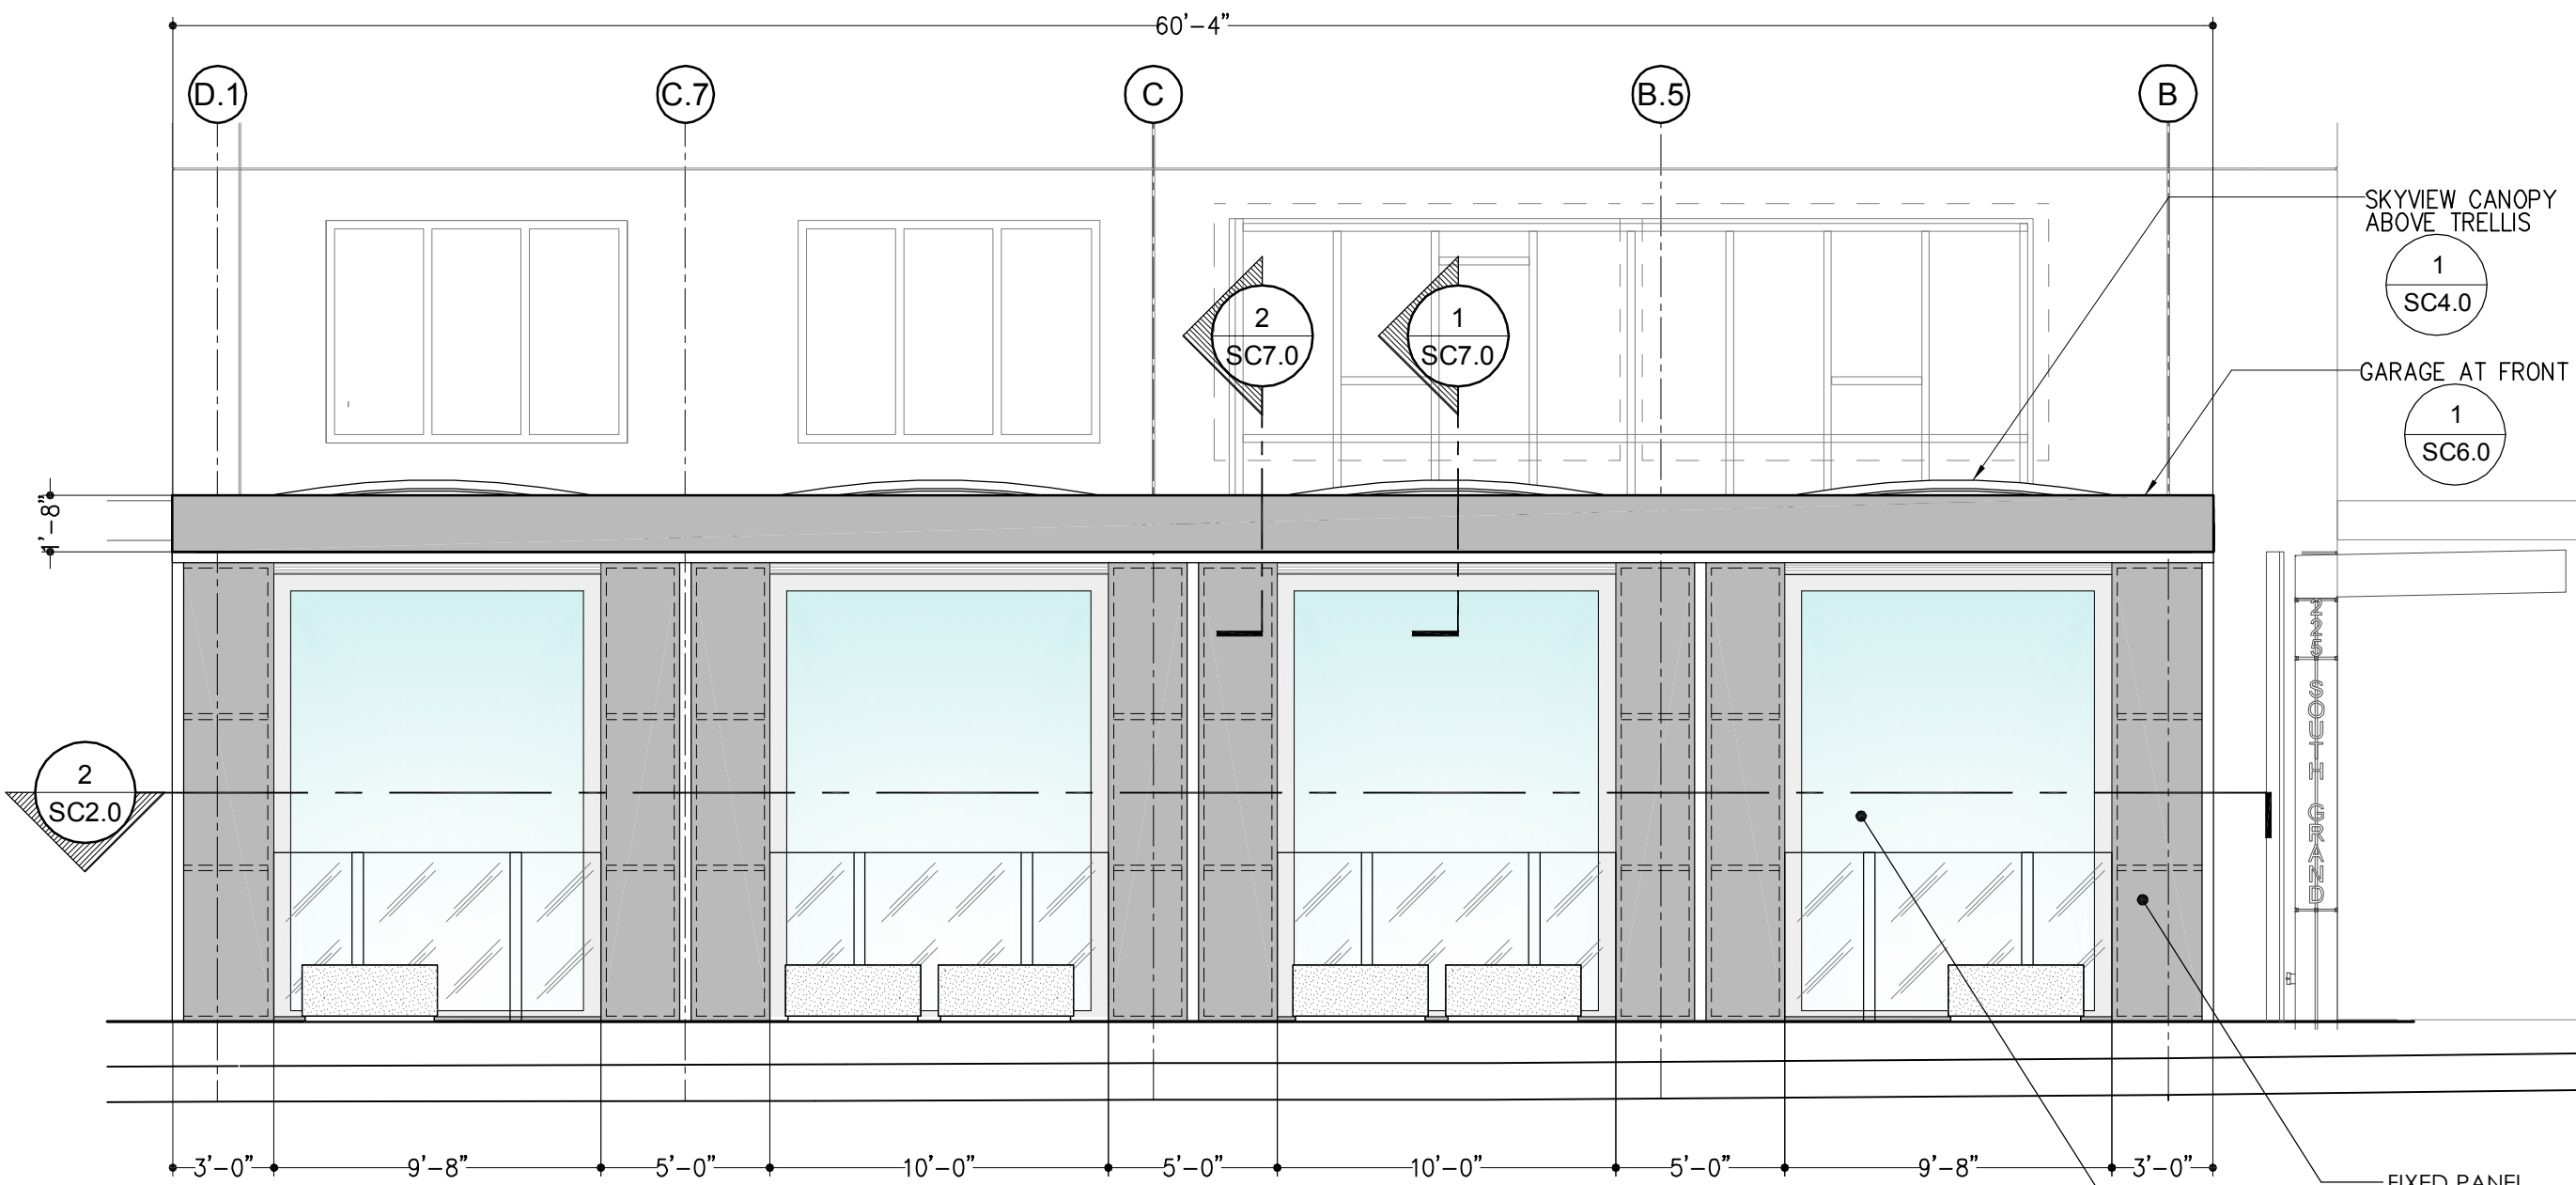 60'-4"
D.1
C.7
C
B.5
B
SKYVIEW CANOPY
ABOVE TRELLIS
1
SC4.0
2
SC7.0
1
SC7.0
GARAGE AT FRONT
1
SC6.0
1'-8"
225 SOUTH GRAND
2
SC2.0
3'-0"
9'-8"
5'-0"
10'-0"
5'-0"
10'-0"
5'-0"
9'-8"
3'-0"
FIXED PANEL